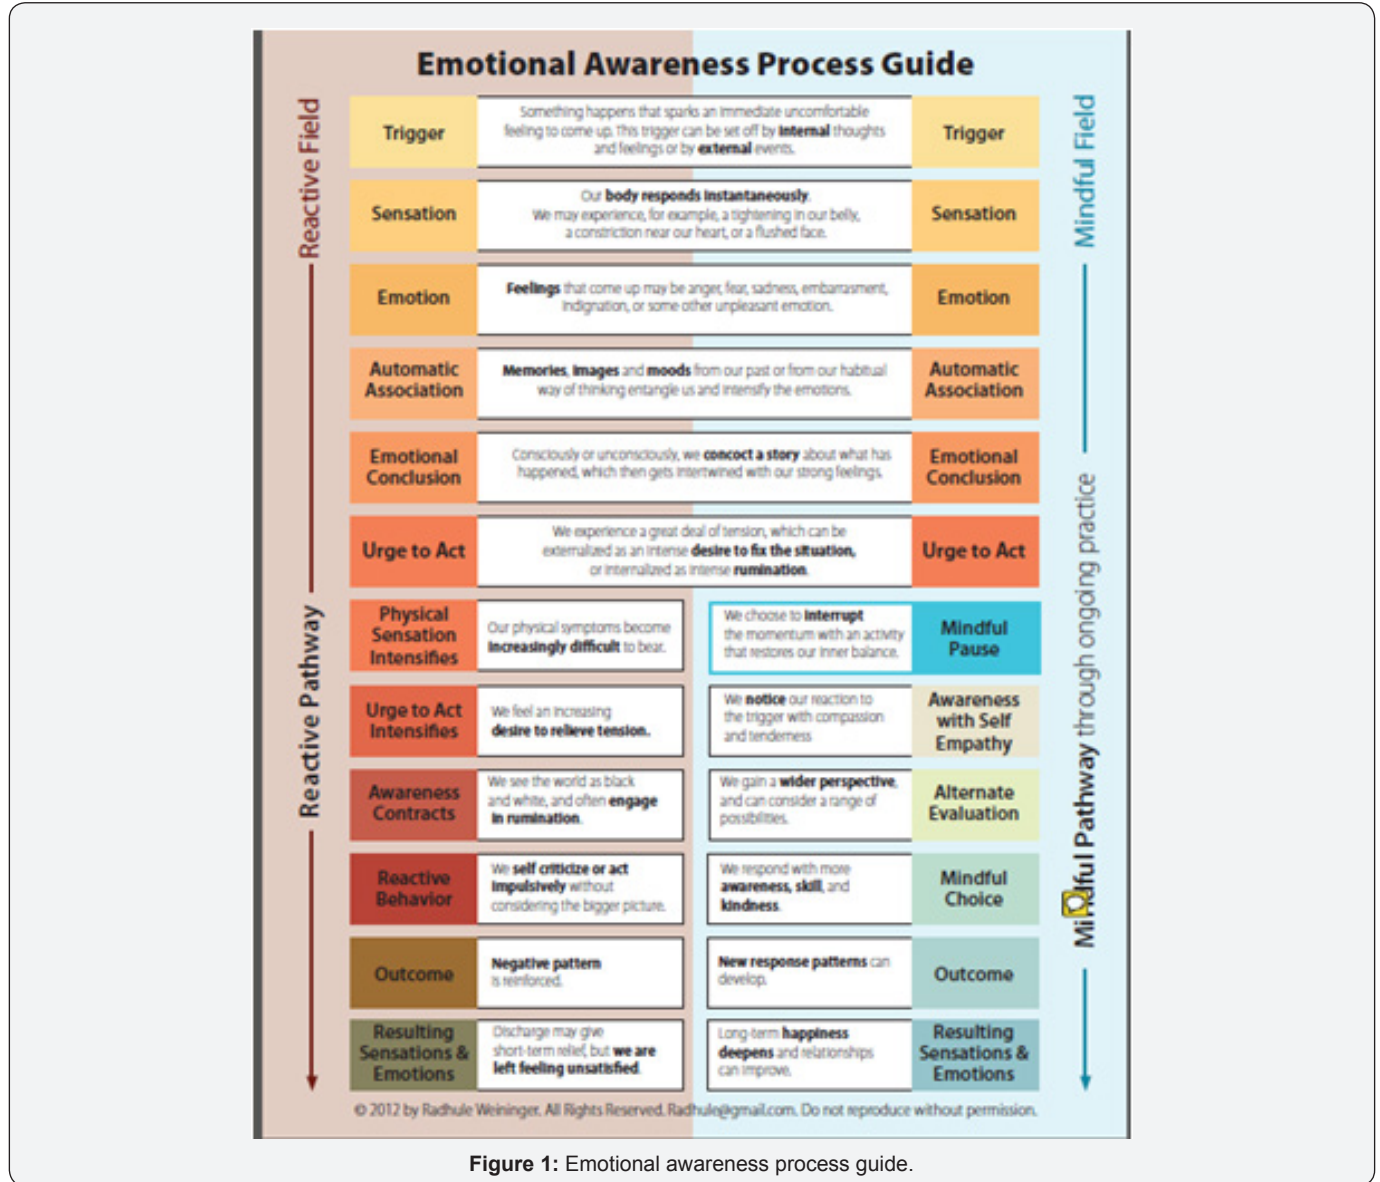 Emotional Awareness Process Guide
Reactive Field
Mindful Field
Trigger
Something happens that sparks an immediate uncomfortable
feeling to come up. This trigger can be set off by internal thoughts
and feelings or by external events.
Trigger
Sensation
Our body responds instantaneously.
We may experience, for example, a tightening in our belly,
a constriction near our heart, or a flushed face.
Sensation
Emotion
Feelings that come up may be anger, fear, sadness, embarrasment,
indignation, or some other unpleasant emotion.
Emotion
Automatic
Association
Memories, images and moods from our past or from our habitual
way of thinking entangle us and intensify the emotions.
Automatic
Association
Emotional
Conclusion
Consciously or unconsciously, we concoct a story about what has
happened, which then gets intertwined with our strong feelings.
Emotional
Conclusion
Urge to Act
We experience a great deal of tension, which can be
externalized as an intense desire to fix the situation,
or internalized as intense rumination.
Urge to Act
Reactive Pathway
Mindful Pathway through ongoing practice
Physical
Sensation
Intensifies
Our physical symptoms become
increasingly difficult to bear.
We choose to interrupt
the momentum with an activity
that restores our inner balance.
Mindful
Pause
Urge to Act
Intensifies
We feel an increasing
desire to relieve tension.
We notice our reaction to
the trigger with compassion
and tenderness
Awareness
with Self
Empathy
Awareness
Contracts
We see the world as black
and white, and often engage
in rumination.
We gain a wider perspective,
and can consider a range of
possibilities.
Alternate
Evaluation
Reactive
Behavior
We self criticize or act
impulsively without
considering the bigger picture.
We respond with more
awareness, skill, and
kindness.
Mindful
Choice
Outcome
Negative pattern
is reinforced.
New response patterns can
develop.
Outcome
Resulting
Sensations &
Emotions
Discharge may give
short-term relief, but we are
left feeling unsatisfied.
Long-term happiness
deepens and relationships
can improve.
Resulting
Sensations &
Emotions
© 2012 by Radhule Weininger. All Rights Reserved. Radhule@gmail.com. Do not reproduce without permission.
Figure 1: Emotional awareness process guide.